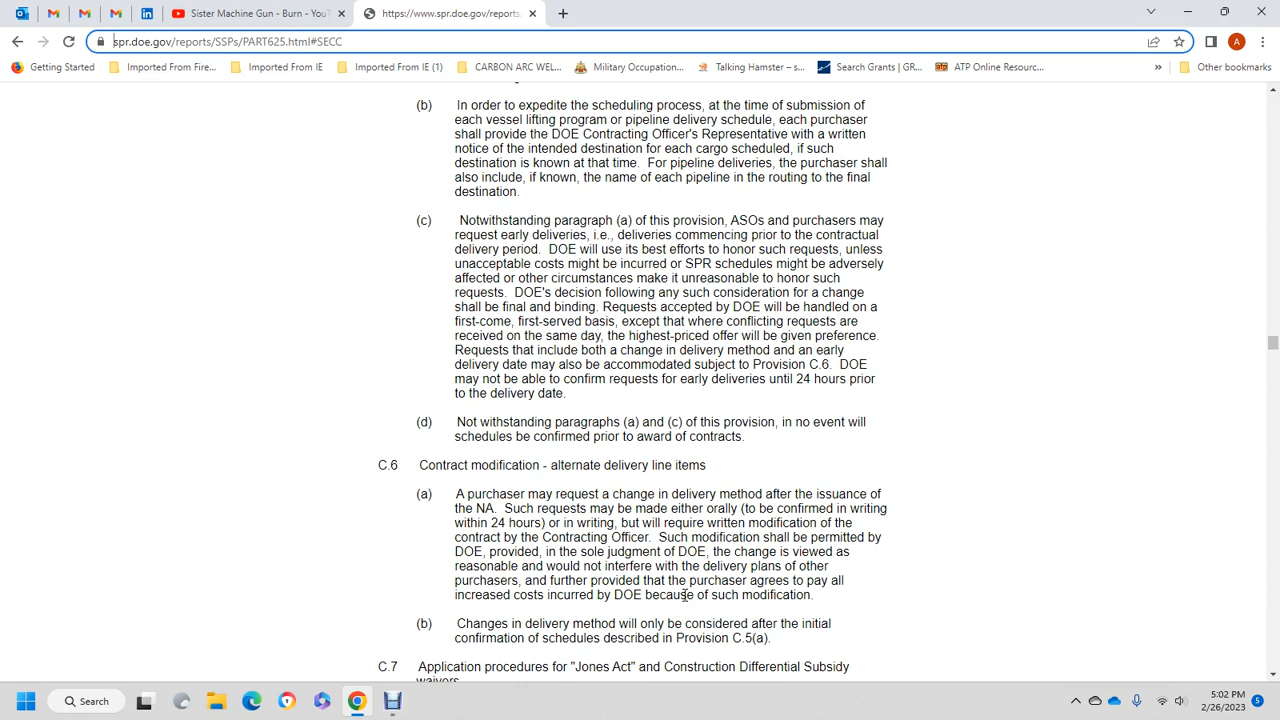 Sister Machine Gun - Burn - YouT
https://www.spr.doe.gov/reports
spr.doe.gov/reports/SSPs/PART625.html#SECC
A
Getting Started
Imported From Fire...
Imported From IE
Imported From IE (1)
CARBON ARC WEL...
Military Occupation...
Talking Hamster – s...
Search Grants | GR...
ATP Online Resourc...
»
Other bookmarks
(b) In order to expedite the scheduling process, at the time of submission of
each vessel lifting program or pipeline delivery schedule, each purchaser
shall provide the DOE Contracting Officer's Representative with a written
notice of the intended destination for each cargo scheduled, if such
destination is known at that time. For pipeline deliveries, the purchaser shall
also include, if known, the name of each pipeline in the routing to the final
destination.
(c) Notwithstanding paragraph (a) of this provision, ASOs and purchasers may
request early deliveries, i.e., deliveries commencing prior to the contractual
delivery period. DOE will use its best efforts to honor such requests, unless
unacceptable costs might be incurred or SPR schedules might be adversely
affected or other circumstances make it unreasonable to honor such
requests. DOE's decision following any such consideration for a change
shall be final and binding. Requests accepted by DOE will be handled on a
first-come, first-served basis, except that where conflicting requests are
received on the same day, the highest-priced offer will be given preference.
Requests that include both a change in delivery method and an early
delivery date may also be accommodated subject to Provision C.6. DOE
may not be able to confirm requests for early deliveries until 24 hours prior
to the delivery date.
(d) Not withstanding paragraphs (a) and (c) of this provision, in no event will
schedules be confirmed prior to award of contracts.
C.6 Contract modification - alternate delivery line items
(a) A purchaser may request a change in delivery method after the issuance of
the NA. Such requests may be made either orally (to be confirmed in writing
within 24 hours) or in writing, but will require written modification of the
contract by the Contracting Officer. Such modification shall be permitted by
DOE, provided, in the sole judgment of DOE, the change is viewed as
reasonable and would not interfere with the delivery plans of other
purchasers, and further provided that the purchaser agrees to pay all
increased costs incurred by DOE because of such modification.
(b) Changes in delivery method will only be considered after the initial
confirmation of schedules described in Provision C.5(a).
C.7 Application procedures for "Jones Act" and Construction Differential Subsidy
waivers
Search
5:02 PM
2/26/2023
5